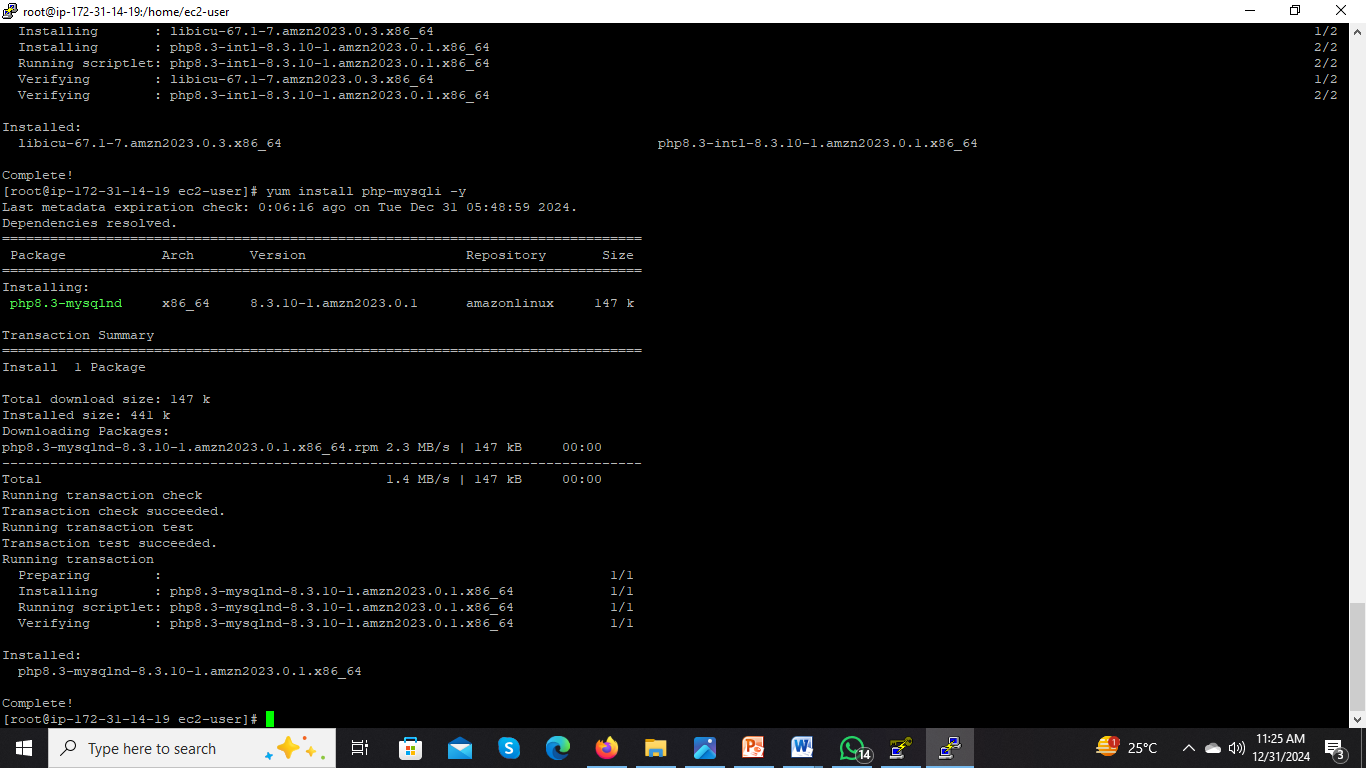 root@ip-172-31-14-19:/home/ec2-user
  Installing       : libicu-67.1-7.amzn2023.0.3.x86_64    1/2
  Installing       : php8.3-intl-8.3.10-1.amzn2023.0.1.x86_64    2/2
  Running scriptlet: php8.3-intl-8.3.10-1.amzn2023.0.1.x86_64    2/2
  Verifying        : libicu-67.1-7.amzn2023.0.3.x86_64    1/2
  Verifying        : php8.3-intl-8.3.10-1.amzn2023.0.1.x86_64    2/2
Installed:
  libicu-67.1-7.amzn2023.0.3.x86_64    php8.3-intl-8.3.10-1.amzn2023.0.1.x86_64
Complete!
[root@ip-172-31-14-19 ec2-user]# yum install php-mysqli -y
Last metadata expiration check: 0:06:16 ago on Tue Dec 31 05:48:59 2024.
Dependencies resolved.
================================================================================
 Package            Arch       Version                    Repository       Size
================================================================================
Installing:
 php8.3-mysqlnd     x86_64     8.3.10-1.amzn2023.0.1      amazonlinux     147 k
Transaction Summary
================================================================================
Install  1 Package
Total download size: 147 k
Installed size: 441 k
Downloading Packages:
php8.3-mysqlnd-8.3.10-1.amzn2023.0.1.x86_64.rpm 2.3 MB/s | 147 kB     00:00
--------------------------------------------------------------------------------
Total                                           1.4 MB/s | 147 kB     00:00
Running transaction check
Transaction check succeeded.
Running transaction test
Transaction test succeeded.
Running transaction
  Preparing        :    1/1
  Installing       : php8.3-mysqlnd-8.3.10-1.amzn2023.0.1.x86_64    1/1
  Running scriptlet: php8.3-mysqlnd-8.3.10-1.amzn2023.0.1.x86_64    1/1
  Verifying        : php8.3-mysqlnd-8.3.10-1.amzn2023.0.1.x86_64    1/1
Installed:
  php8.3-mysqlnd-8.3.10-1.amzn2023.0.1.x86_64
Complete!
[root@ip-172-31-14-19 ec2-user]#
Type here to search
14
1
25°C
11:25 AM
12/31/2024
3